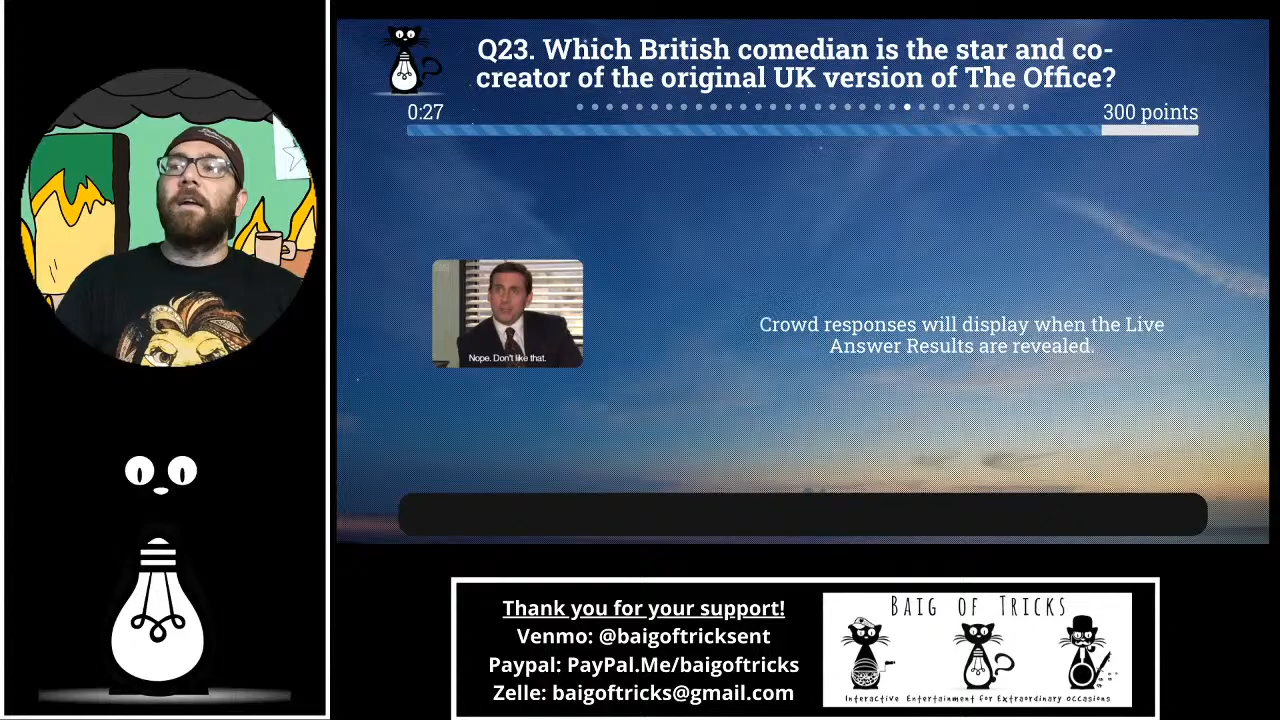 Q23. Which British comedian is the star and co-
creator of the original UK version of The Office?
0:27
300 points
Nope. Don't like that.
Crowd responses will display when the Live
Answer Results are revealed.
Thank you for your support!
Venmo: @baigoftricksent
Paypal: PayPal.Me/baigoftricks
Zelle: baigoftricks@gmail.com
BAIG OF TRICKS
Interactive Entertainment for Extraordinary occasions